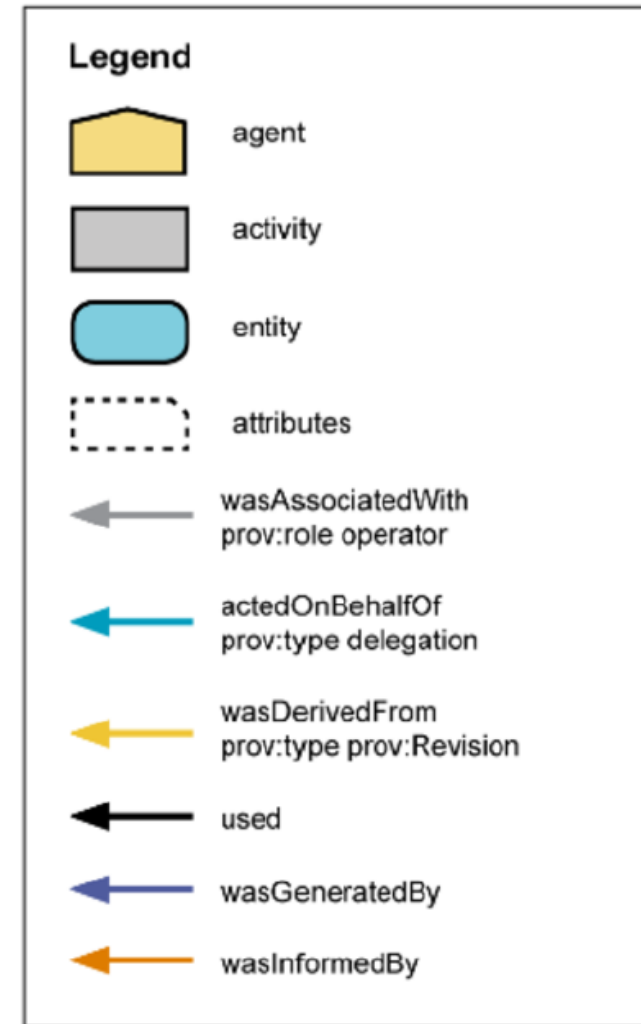 Legend
agent
activity
entity
attributes
wasAssociatedWith
prov:role operator
actedOnBehalfOf
prov:type delegation
wasDerivedFrom
prov:type prov:Revision
used
wasGeneratedBy
wasInformedBy